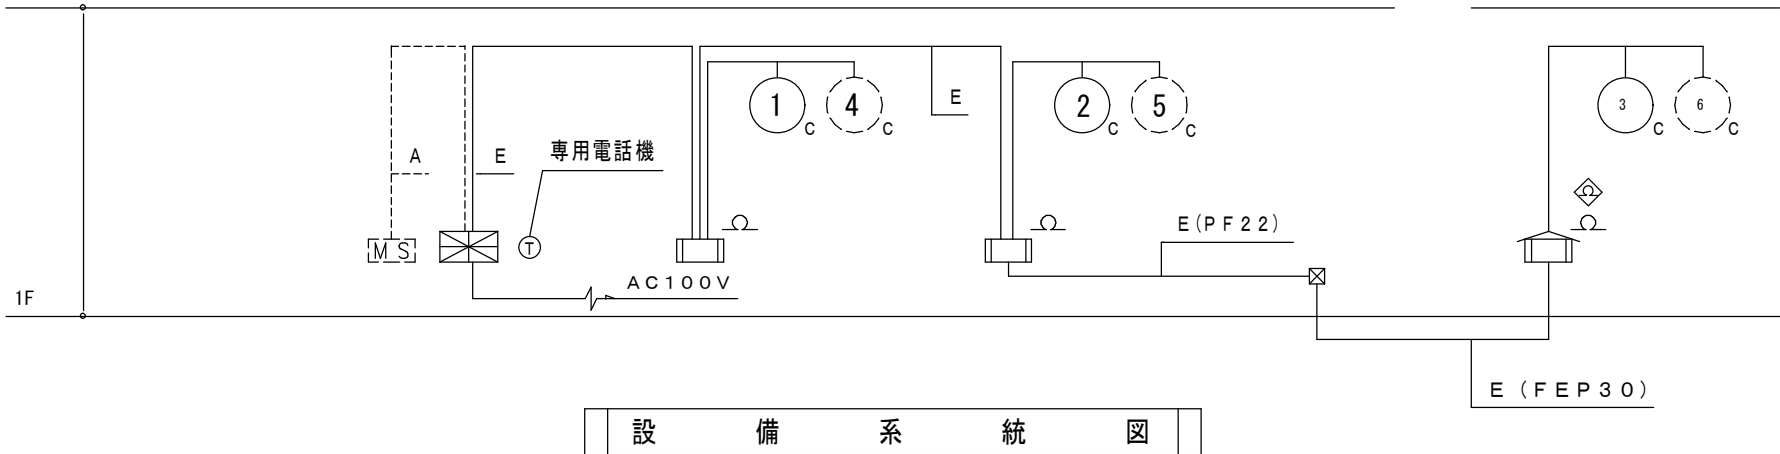 1 C 4 C E 2 C 5 C 3 C 6 C
A E 専用電話機
M S T E(PF22)
AC100V
1F
E（FEP30）
設備系統図